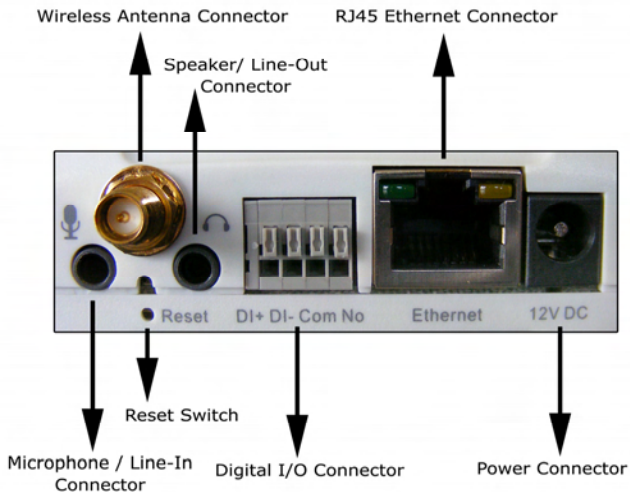 Wireless Antenna Connector
RJ45 Ethernet Connector
Speaker/ Line-Out
Connector
Reset
DI+ DI- Com No
Ethernet
12V DC
Reset Switch
Microphone / Line-In
Connector
Digital I/O Connector
Power Connector